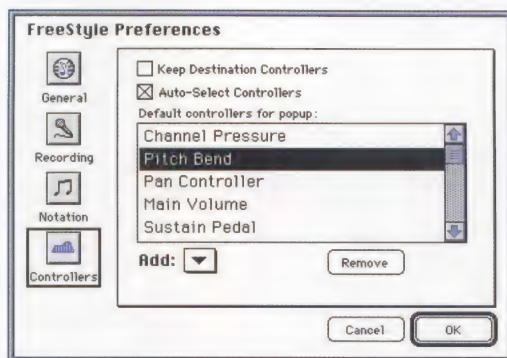 FreeStyle Preferences
General
Recording
Notation
Controllers
Keep Destination Controllers
Auto-Select Controllers
Default controllers for popup:
Channel Pressure
Pitch Bend
Pan Controller
Main Volume
Sustain Pedal
Add:
Remove
Cancel
OK